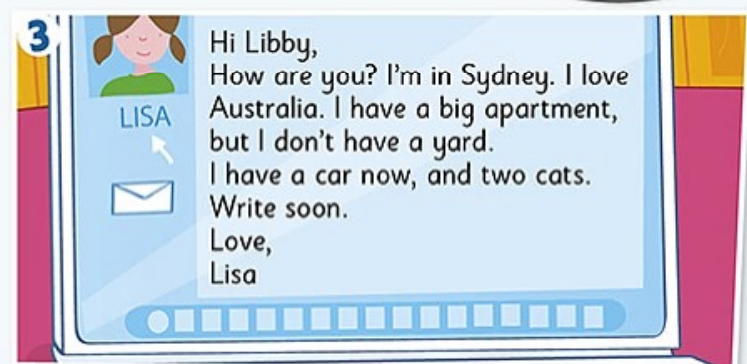 3
Hi Libby,
How are you? I'm in Sydney. I love
Australia. I have a big apartment,
but I don't have a yard.
I have a car now, and two cats.
Write soon.
Love,
Lisa
LISA